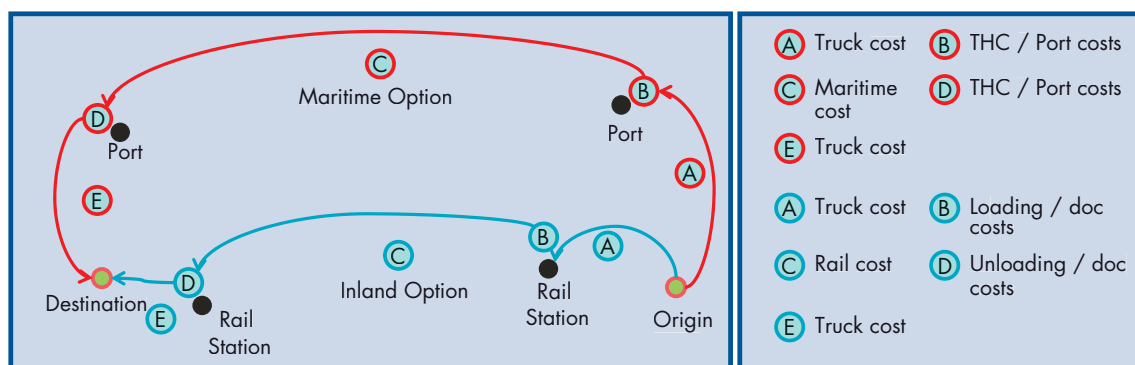 C
Maritime Option
B
Port
D
Port
A
E
B
A
C
Inland Option
D
E
Destination
Rail
Station
Rail
Station
Origin
A Truck cost
B THC / Port costs
C Maritime
cost
D THC / Port costs
E Truck cost
A Truck cost
B Loading / doc
costs
C Rail cost
D Unloading / doc
costs
E Truck cost